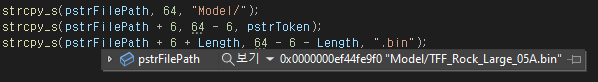 strcpy_s(pstrFilePath, 64, "Model/");
strcpy_s(pstrFilePath + 6, 64 - 6, pstrToken);
strcpy_s(pstrFilePath + 6 + Length, 64 - 6 - Length, ".bin");
pstrFilePath 보기 0x0000000ef44fe9f0 "Model/TFF_Rock_Large_05A.bin"